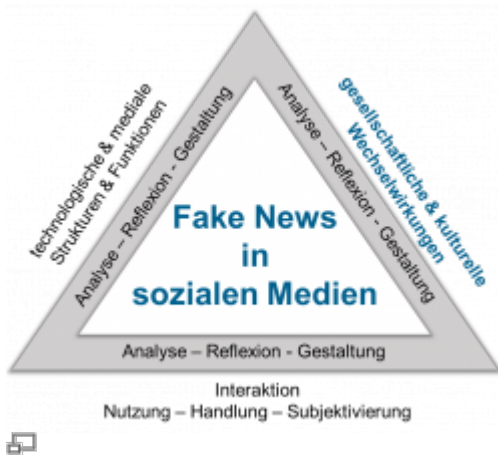 technologische & mediale
Strukturen & Funktionen
Analyse – Reflexion - Gestaltung
gesellschaftliche & kulturelle
Wechselwirkungen
Analyse – Reflexion - Gestaltung
Fake News
in
sozialen Medien
Analyse – Reflexion - Gestaltung
Interaktion
Nutzung – Handlung – Subjektivierung